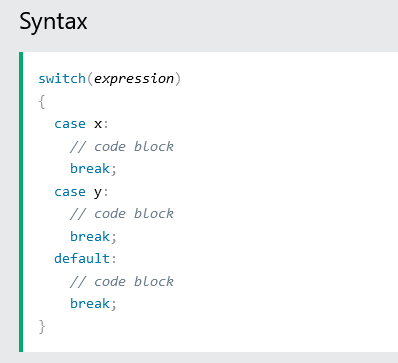 Syntax
switch(expression)
{
  case x:
    // code block
    break;
  case y:
    // code block
    break;
  default:
    // code block
    break;
}